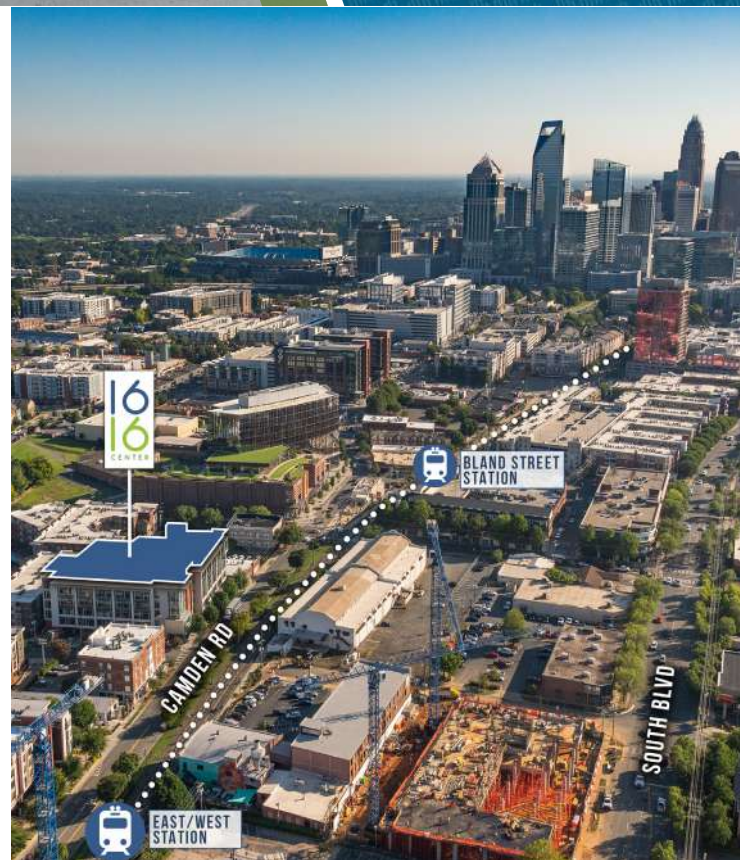 16
16
CENTER
BLAND STREET
STATION
CAMDEN RD
SOUTH BLVD
EAST/WEST
STATION